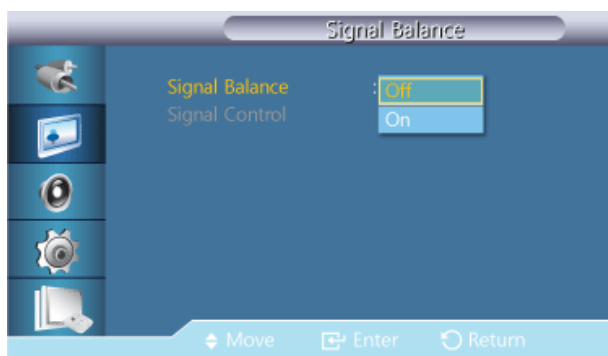 Signal Balance
Signal Balance : Off
Signal Control On
Move Enter Return